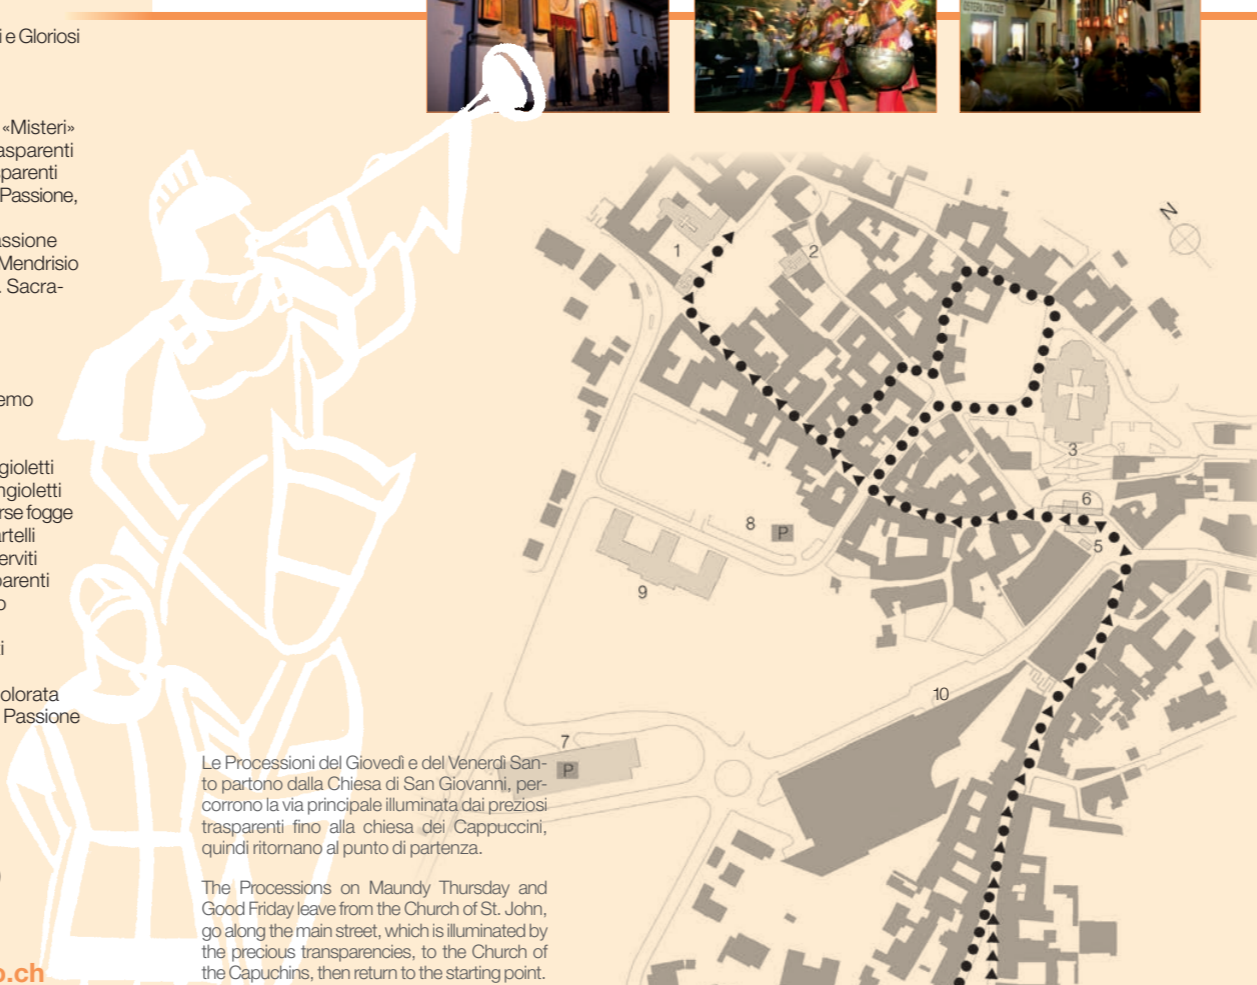 i e Gloriosi
«Misteri»
asparenti
sparenti
Passione,
assione
Mendrisio
. Sacra-
emo
gioletti
ngioletti
rse fogge
artelli
erviti
parenti
o
ti
olorata
Passione
)
o.ch
N
1
2
3
6
5
8
P
9
10
7
P
Le Processioni del Giovedì e del Venerdì San-
to partono dalla Chiesa di San Giovanni, per-
corrono la via principale illuminata dai preziosi
trasparenti fino alla chiesa dei Cappuccini,
quindi ritornano al punto di partenza.
The Processions on Maundy Thursday and
Good Friday leave from the Church of St. John,
go along the main street, which is illuminated by
the precious transparencies, to the Church of
the Capuchins, then return to the starting point.